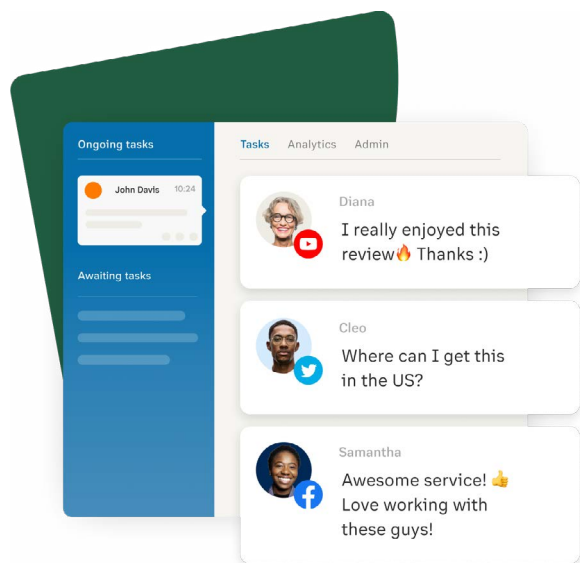 Ongoing tasks
John Davis 10:24
Awaiting tasks
Tasks Analytics Admin
Diana
I really enjoyed this
review🔥 Thanks :)
Cleo
Where can I get this
in the US?
Samantha
Awesome service! 👍
Love working with
these guys!